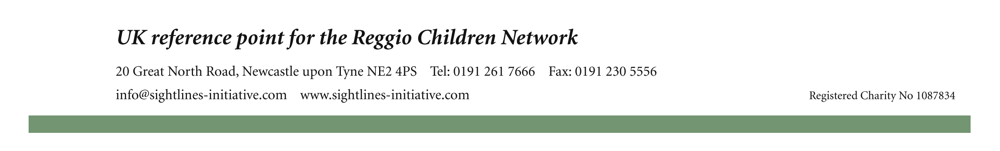 UK reference point for the Reggio Children Network
20 Great North Road, Newcastle upon Tyne NE2 4PS    Tel: 0191 261 7666    Fax: 0191 230 5556
info@sightlines-initiative.com    www.sightlines-initiative.com    Registered Charity No 1087834